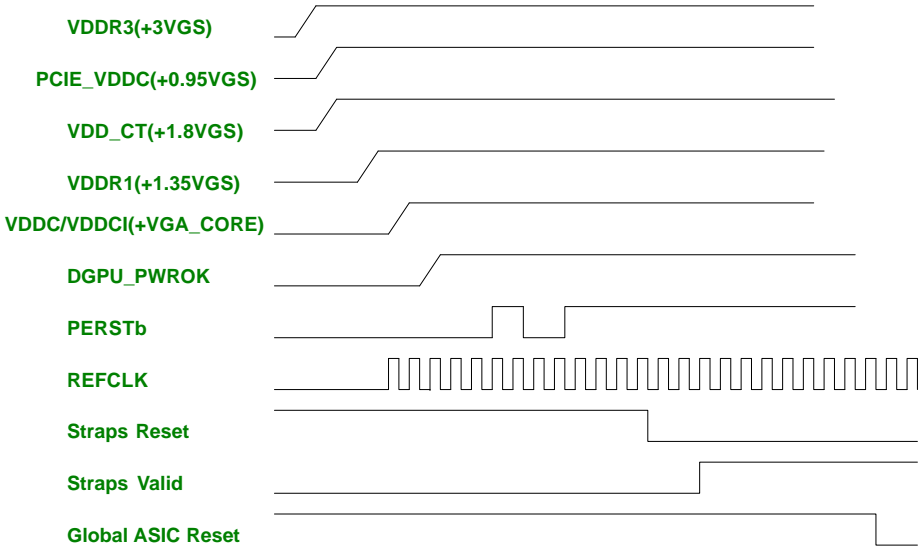 VDDR3(+3VGS)
PCIE_VDDC(+0.95VGS)
VDD_CT(+1.8VGS)
VDDR1(+1.35VGS)
VDDC/VDDCI(+VGA_CORE)
DGPU_PWROK
PERSTb
REFCLK
Straps Reset
Straps Valid
Global ASIC Reset